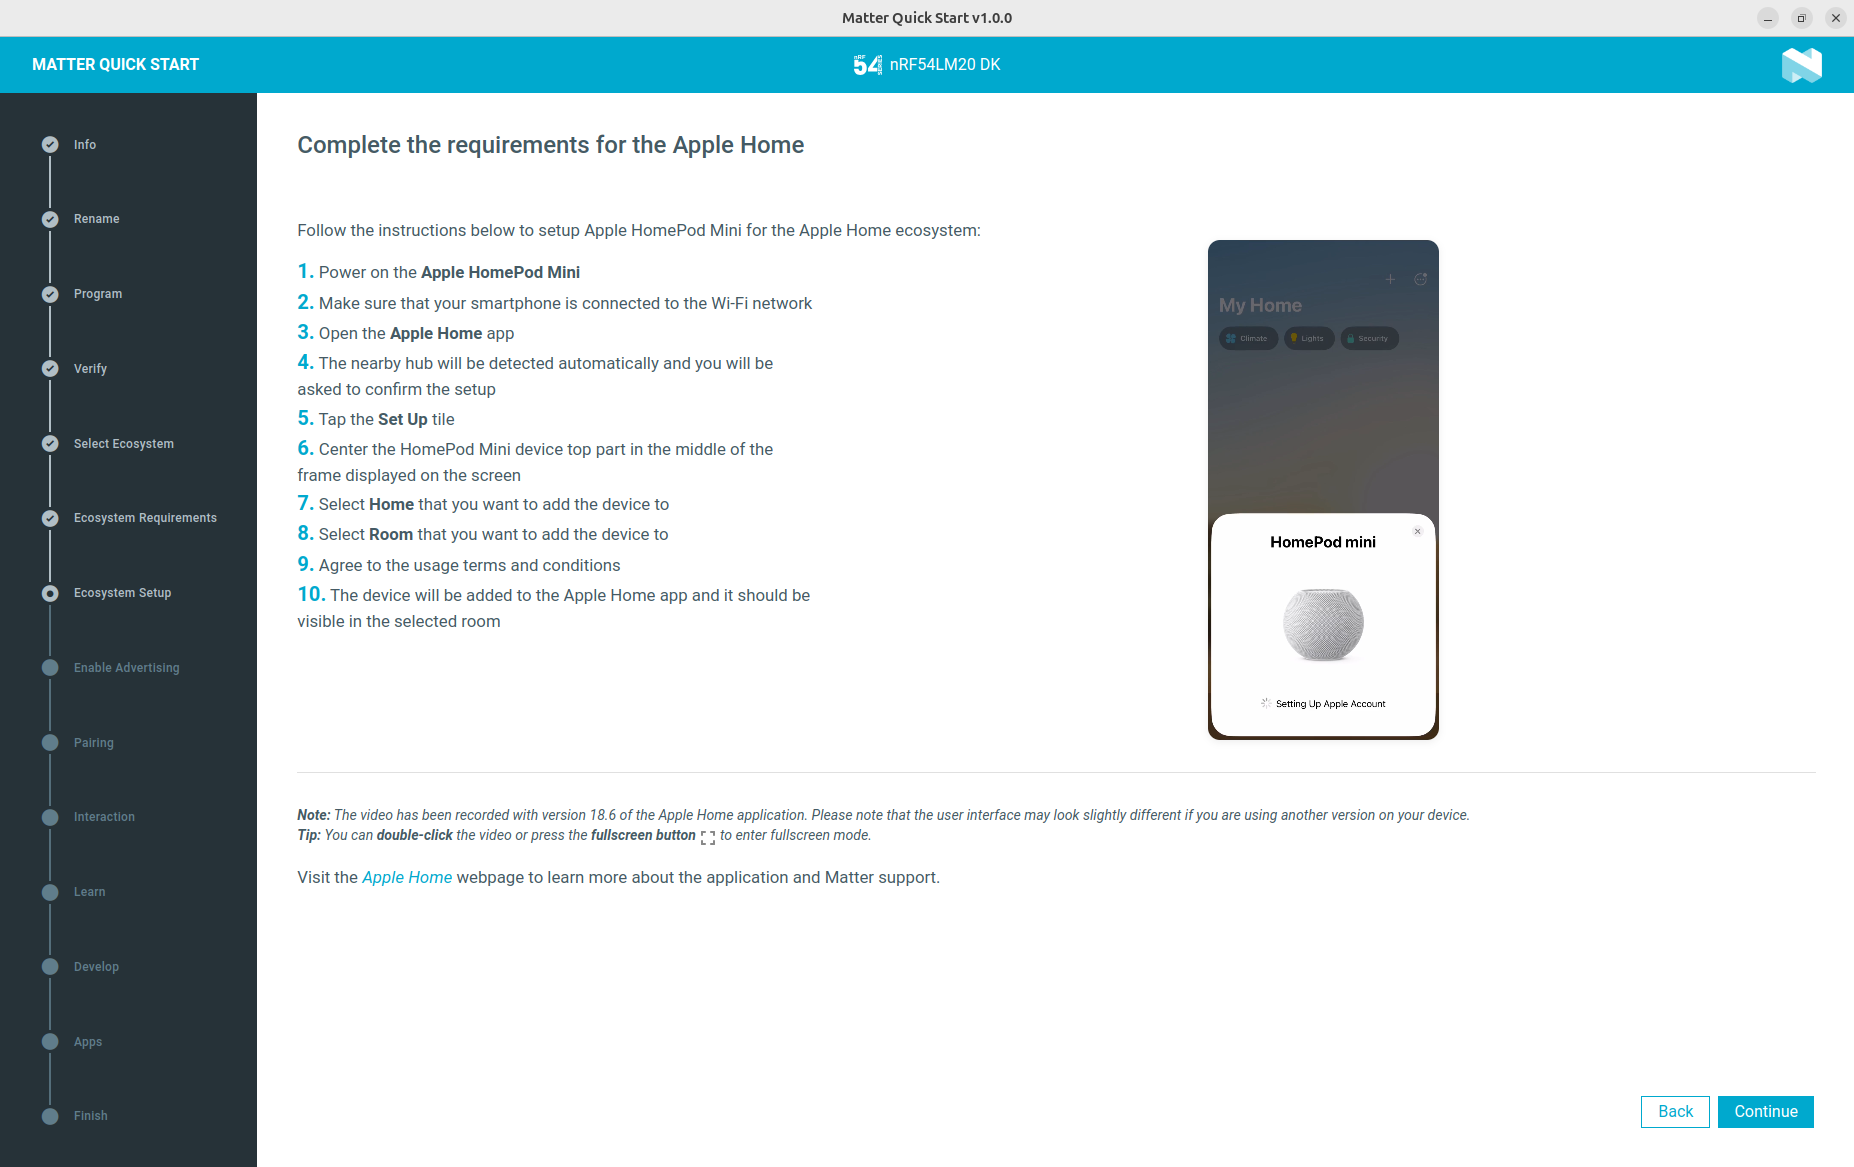 Matter Quick Start v1.0.0
MATTER QUICK START
nRF
54
SERIES
nRF54LM20 DK
Info
Rename
Program
Verify
Select Ecosystem
Ecosystem Requirements
Ecosystem Setup
Enable Advertising
Pairing
Interaction
Learn
Develop
Apps
Finish
Complete the requirements for the Apple Home
Follow the instructions below to setup Apple HomePod Mini for the Apple Home ecosystem:
1. Power on the Apple HomePod Mini
2. Make sure that your smartphone is connected to the Wi-Fi network
3. Open the Apple Home app
4. The nearby hub will be detected automatically and you will be
asked to confirm the setup
5. Tap the Set Up tile
6. Center the HomePod Mini device top part in the middle of the
frame displayed on the screen
7. Select Home that you want to add the device to
8. Select Room that you want to add the device to
9. Agree to the usage terms and conditions
10. The device will be added to the Apple Home app and it should be
visible in the selected room
My Home
Climate
Lights
Security
HomePod mini
Setting Up Apple Account
Note: The video has been recorded with version 18.6 of the Apple Home application. Please note that the user interface may look slightly different if you are using another version on your device.
Tip: You can double-click the video or press the fullscreen button to enter fullscreen mode.
Visit the Apple Home webpage to learn more about the application and Matter support.
Back
Continue